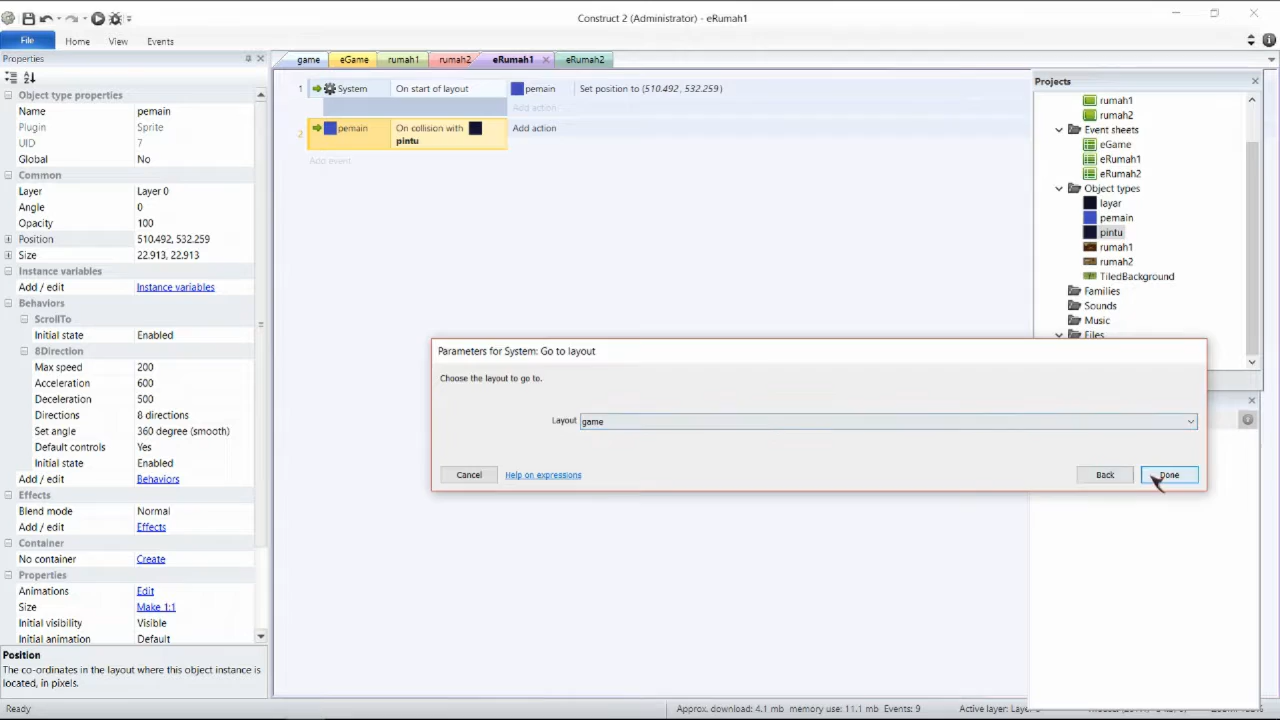 Construct 2 (Administrator) - eRumah1
File Home View Events
Properties
Object type properties
Name pemain
Plugin Sprite
UID 7
Global No
Common
Layer Layer 0
Angle 0
Opacity 100
Position 510.492, 532.259
Size 22.913, 22.913
Instance variables
Add / edit Instance variables
Behaviors
ScrollTo
Initial state Enabled
8Direction
Max speed 200
Acceleration 600
Deceleration 500
Directions 8 directions
Set angle 360 degree (smooth)
Default controls Yes
Initial state Enabled
Add / edit Behaviors
Effects
Blend mode Normal
Add / edit Effects
Container
No container Create
Properties
Animations Edit
Size Make 1:1
Initial visibility Visible
Initial animation Default
Position
The co-ordinates in the layout where this object instance is
located, in pixels.
game eGame rumah1 rumah2 eRumah1 eRumah2
1 System On start of layout pemain Set position to (510.492, 532.259)
Add action
2 pemain On collision with Add action
pintu
Add event
Projects
rumah1
rumah2
Event sheets
eGame
eRumah1
eRumah2
Object types
layar
pemain
pintu
rumah1
rumah2
TiledBackground
Families
Sounds
Music
Files
Parameters for System: Go to layout
Choose the layout to go to.
Layout game
Cancel Help on expressions Back Done
Ready Approx. download: 4.1 mb memory use: 11.1 mb Events: 9